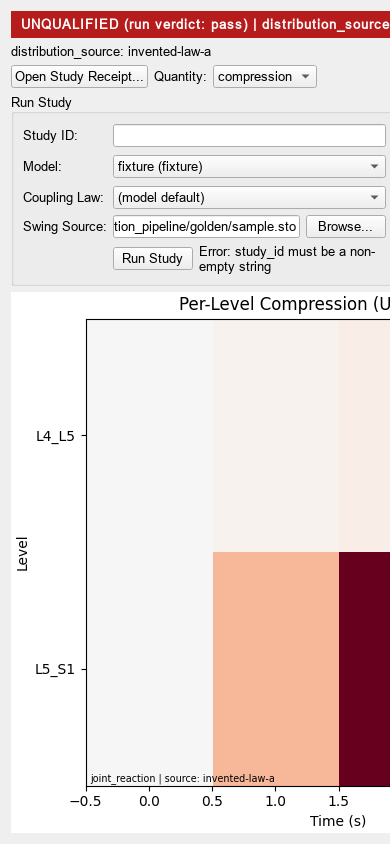 UNQUALIFIED (run verdict: pass) | distribution_source
distribution_source: invented-law-a
Open Study Receipt... Quantity: compression
Run Study
Study ID:
Model: fixture (fixture)
Coupling Law: (model default)
Swing Source: tion_pipeline/golden/sample.sto Browse...
Run Study Error: study_id must be a non-
empty string
Per-Level Compression (U
L4_L5
Level
L5_S1
joint_reaction | source: invented-law-a
−0.5 0.0 0.5 1.0 1.5
Time (s)